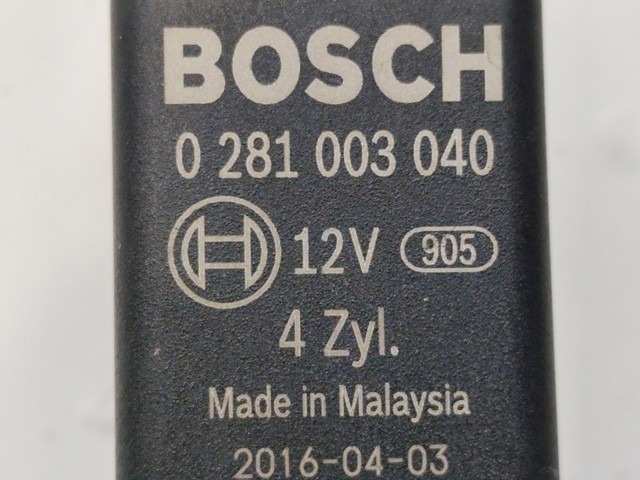 BOSCH
0 281 003 040
12V 905
4 Zyl.
Made in Malaysia
2016-04-03